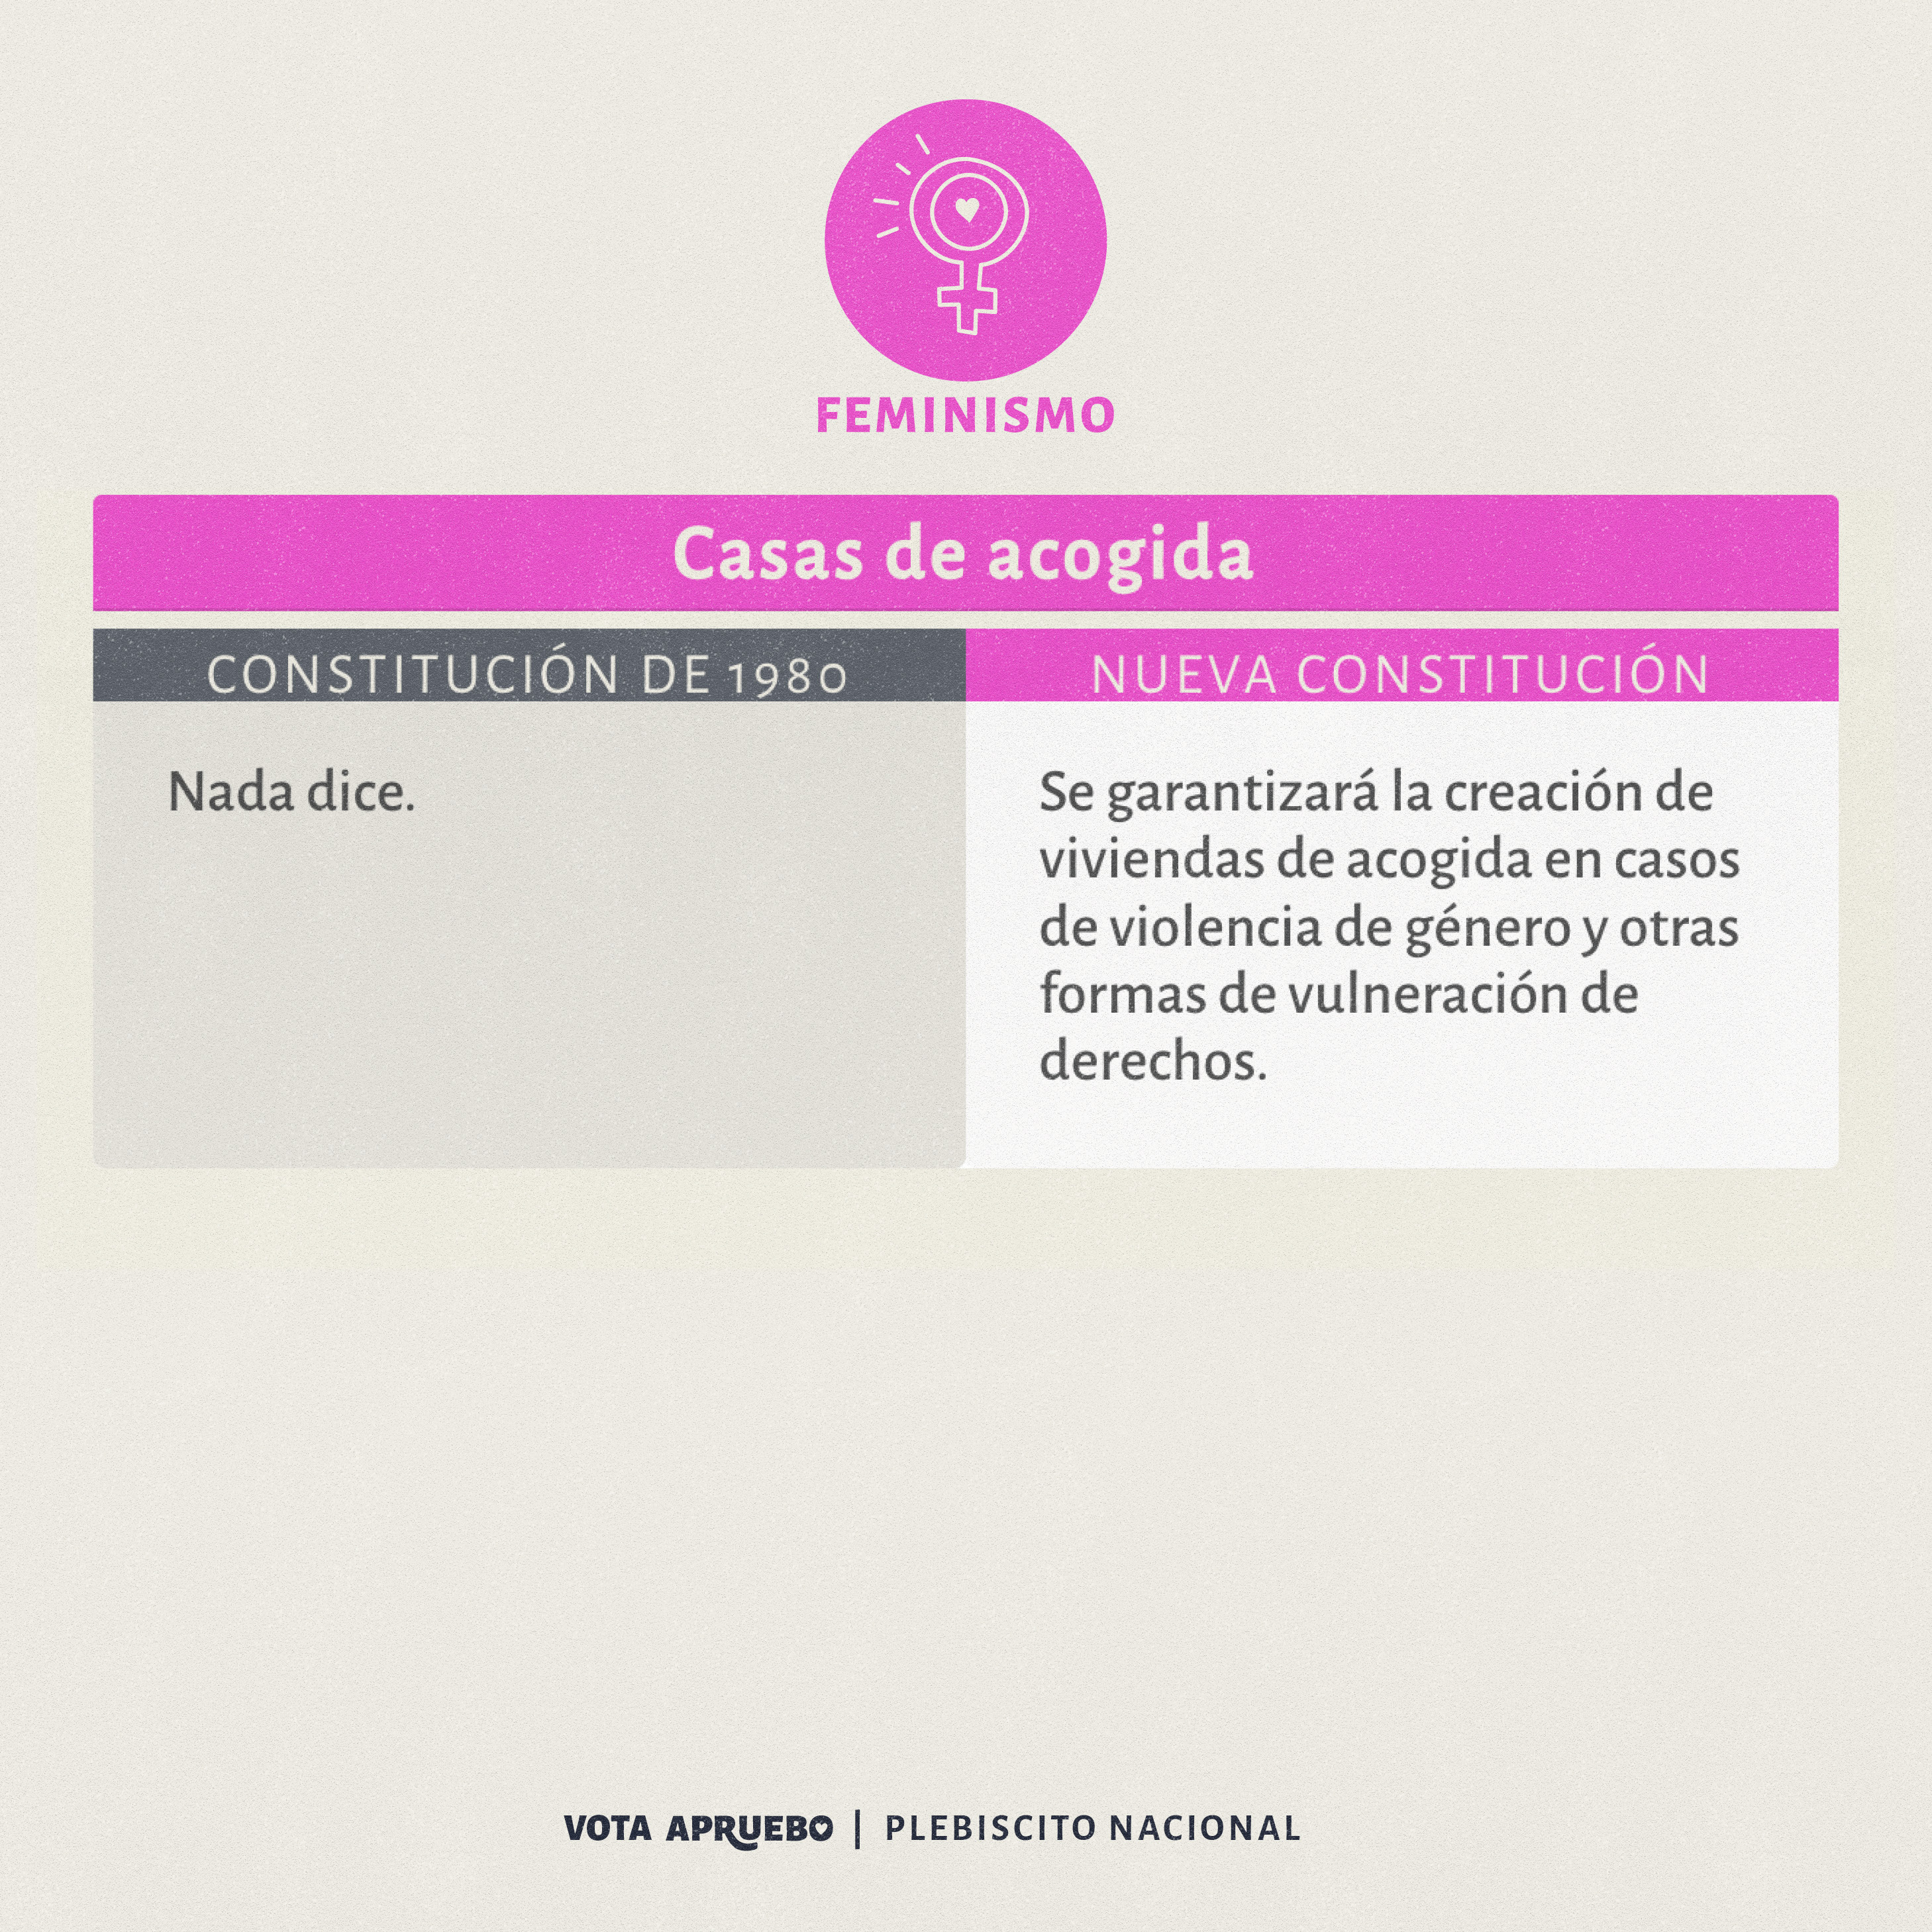 FEMINISMO
Casas de acogida
CONSTITUCIÓN DE 1980
Nada dice.
NUEVA CONSTITUCIÓN
Se garantizará la creación de
viviendas de acogida en casos
de violencia de género y otras
formas de vulneración de
derechos.
VOTA APRUEBO | PLEBISCITO NACIONAL